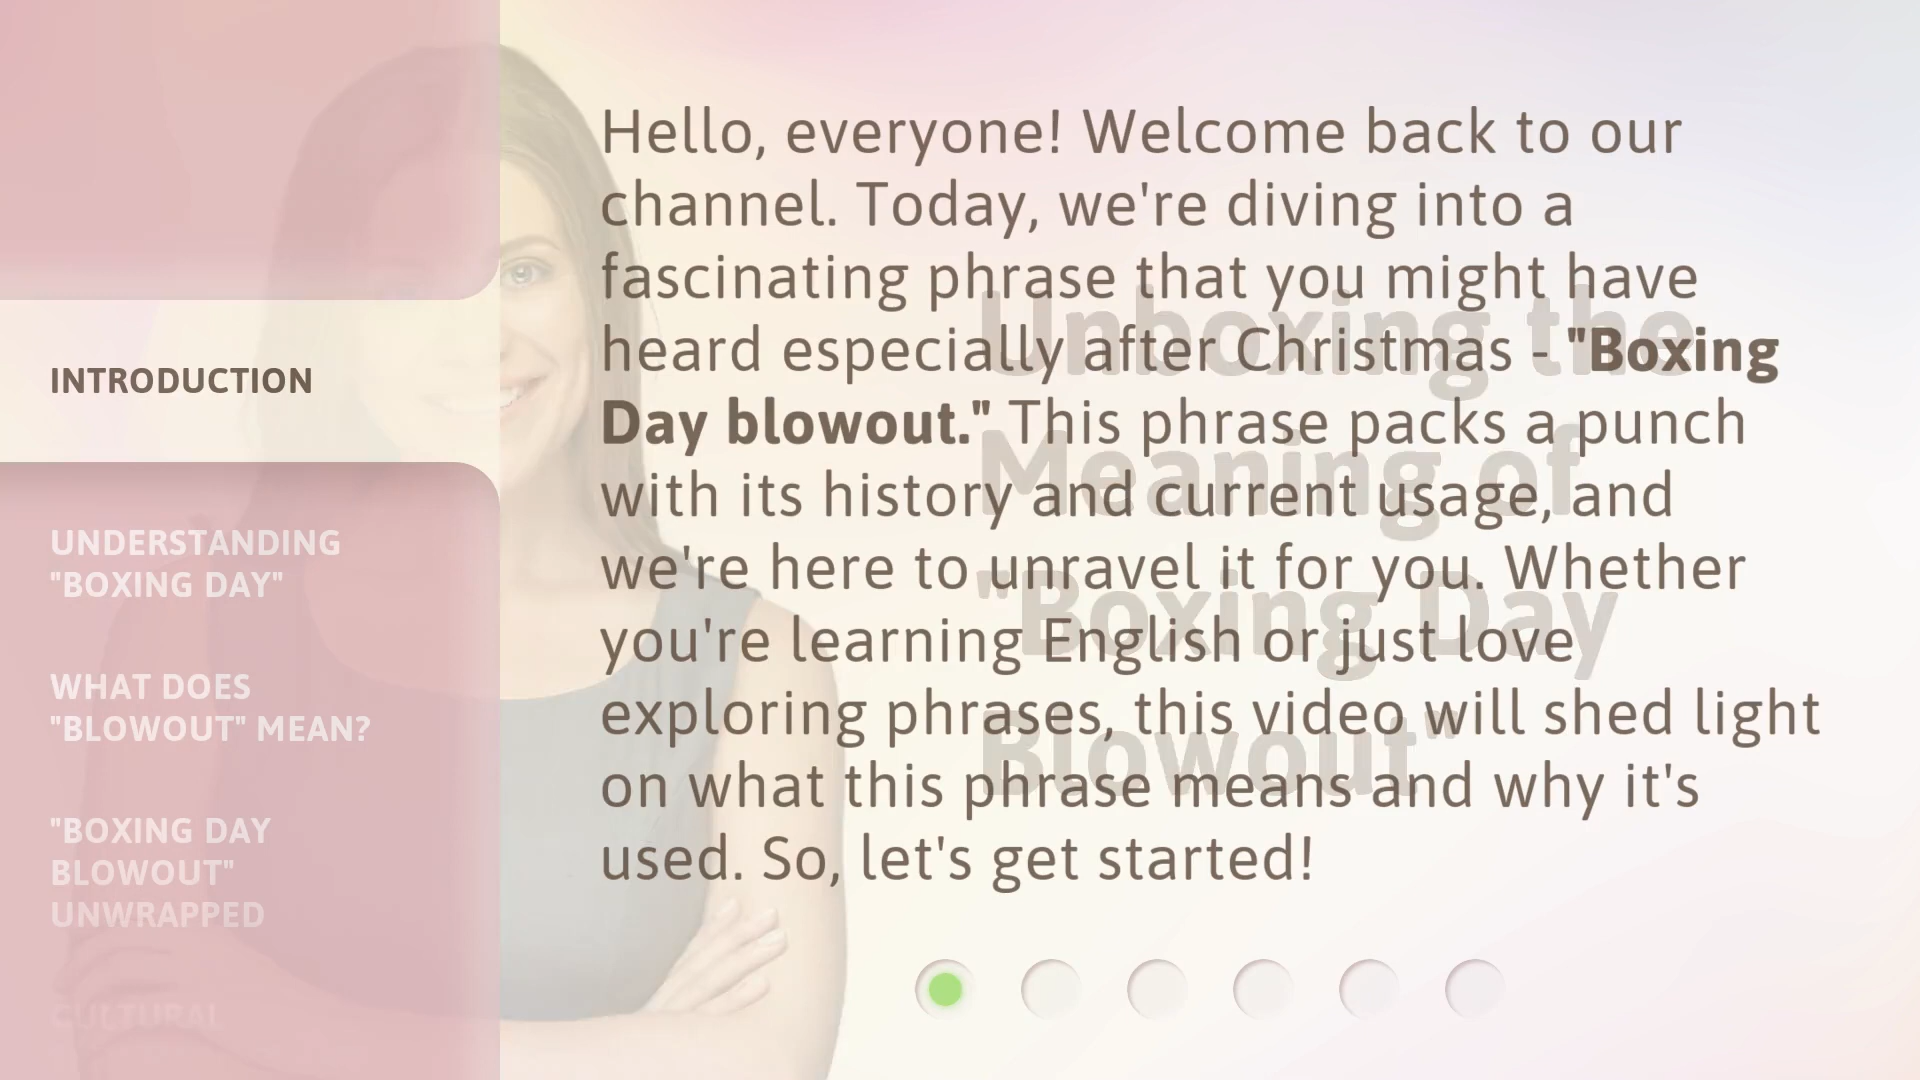 INTRODUCTION
UNDERSTANDING
"BOXING DAY"
WHAT DOES
"BLOWOUT" MEAN?
"BOXING DAY
BLOWOUT"
UNWRAPPED
CULTURAL
Hello, everyone! Welcome back to our
channel. Today, we're diving into a
fascinating phrase that you might have
heard especially after Christmas - "Boxing
Day blowout." This phrase packs a punch
with its history and current usage, and
we're here to unravel it for you. Whether
you're learning English or just love
exploring phrases, this video will shed light
on what this phrase means and why it's
used. So, let's get started!
Unboxing the
Meaning of
"Boxing Day
Blowout"